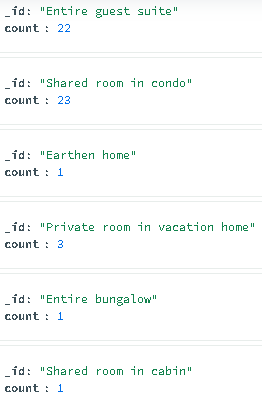 _id: "Entire guest suite"
count : 22
_id: "Shared room in condo"
count : 23
_id: "Earthen home"
count : 1
_id: "Private room in vacation home"
count : 3
_id: "Entire bungalow"
count : 1
_id: "Shared room in cabin"
count : 1